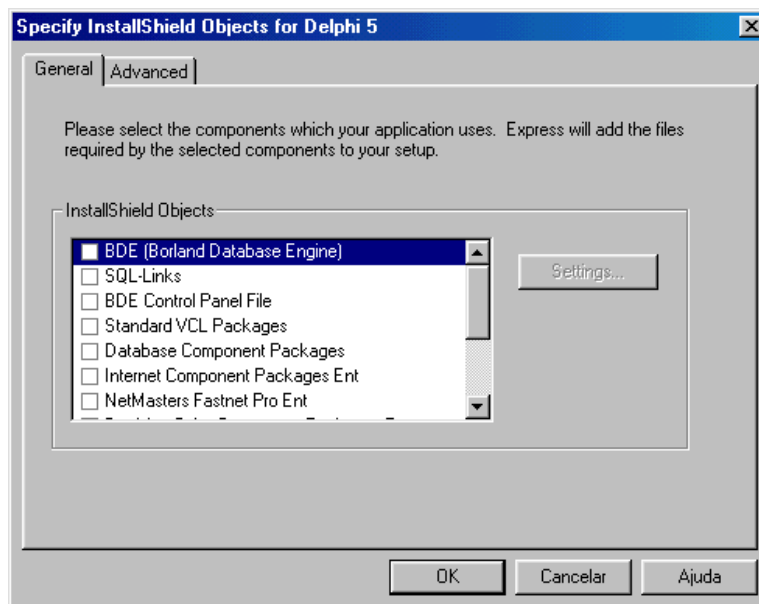 Specify InstallShield Objects for Delphi 5
General
Advanced
Please select the components which your application uses. Express will add the files
required by the selected components to your setup.
InstallShield Objects
BDE (Borland Database Engine)
SQL-Links
BDE Control Panel File
Standard VCL Packages
Database Component Packages
Internet Component Packages Ent
NetMasters Fastnet Pro Ent
Settings...
OK
Cancelar
Ajuda